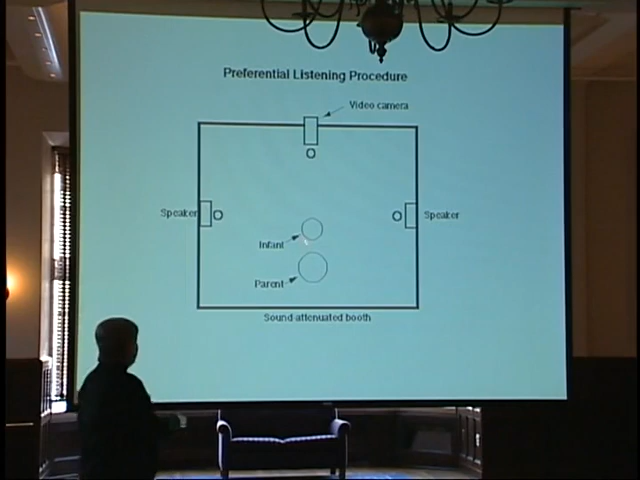 Preferential Listening Procedure
Video camera
Speaker
Speaker
Infant
Parent
Sound attenuated booth